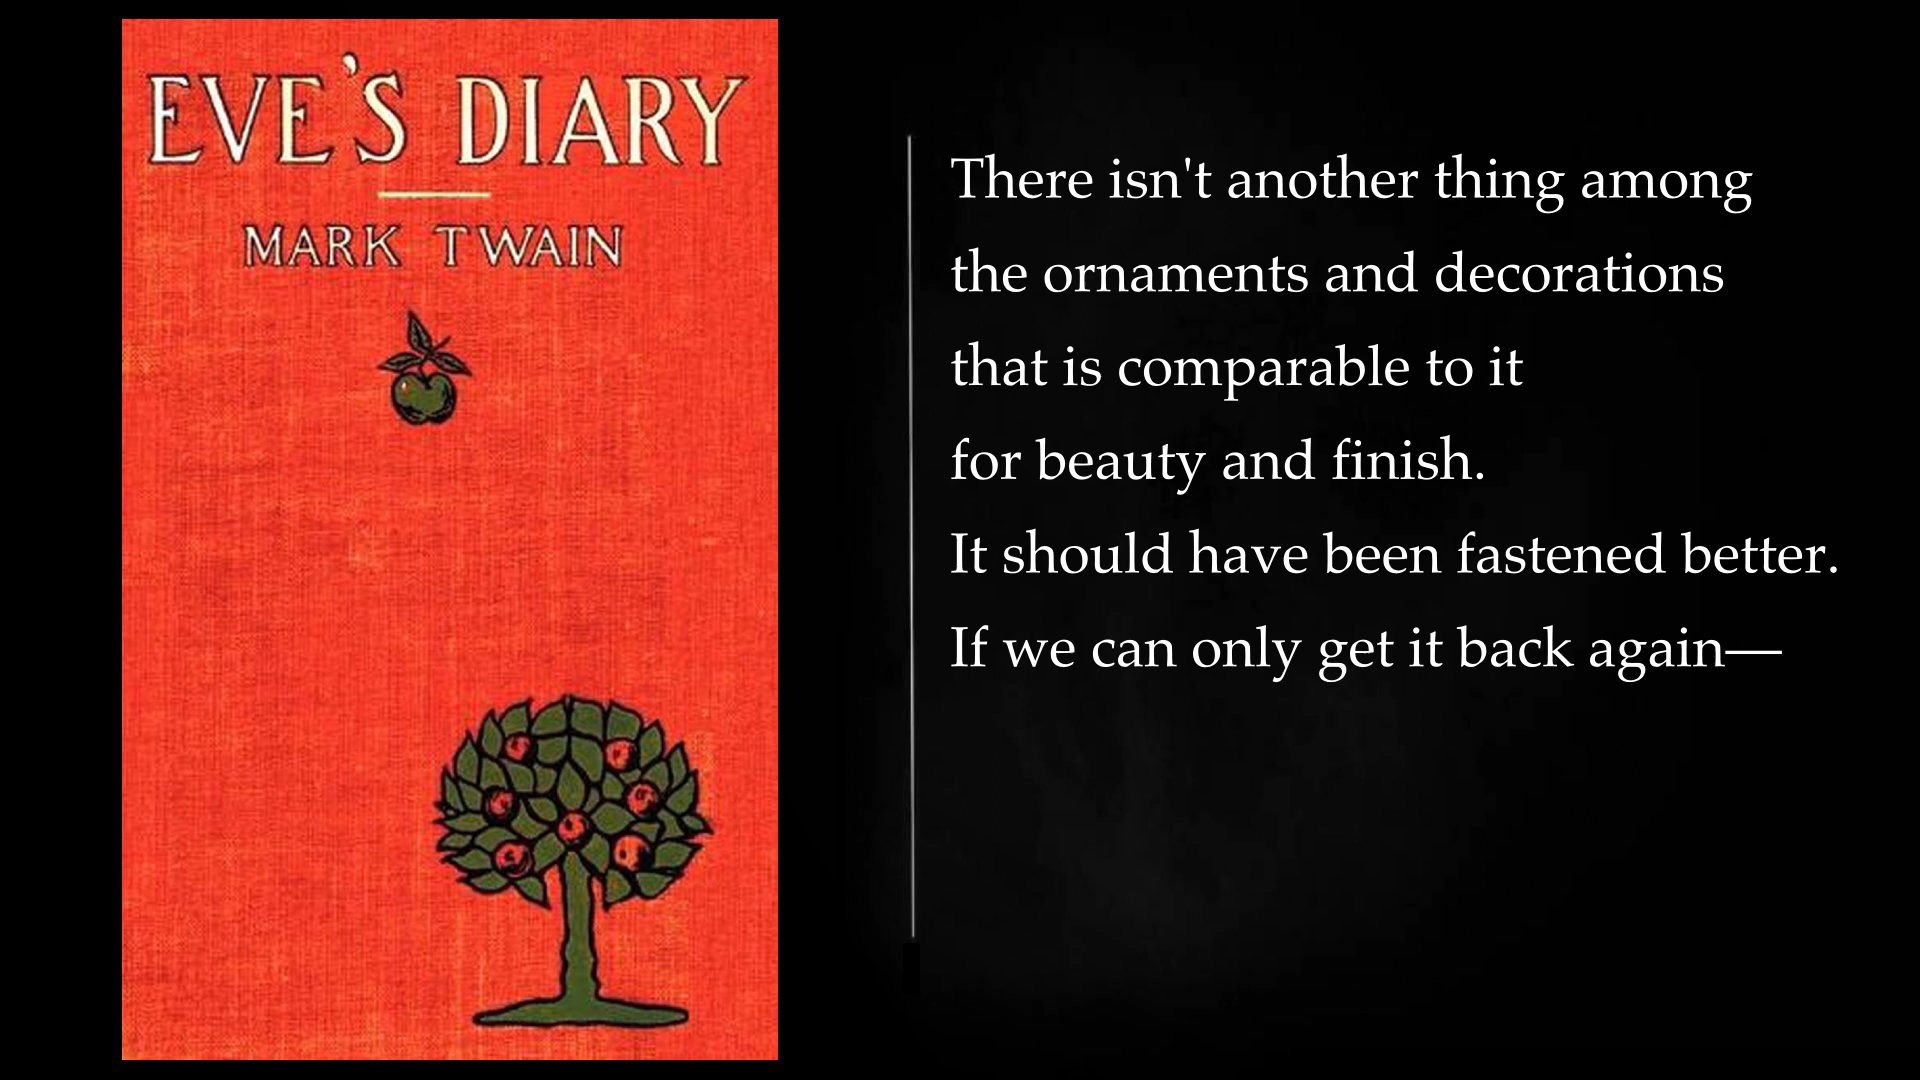 EVE'S DIARY
MARK TWAIN
There isn't another thing among
the ornaments and decorations
that is comparable to it
for beauty and finish.
It should have been fastened better.
If we can only get it back again—